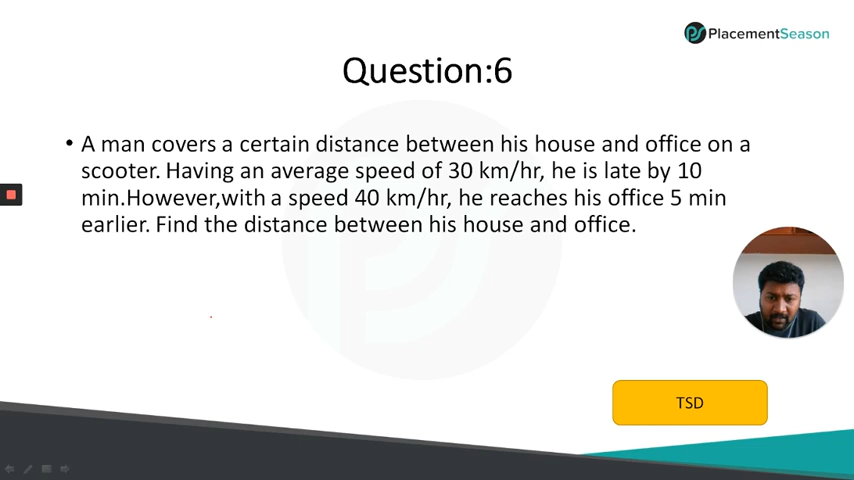 PlacementSeason
Question:6
• A man covers a certain distance between his house and office on a
scooter. Having an average speed of 30 km/hr, he is late by 10
min.However,with a speed 40 km/hr, he reaches his office 5 min
earlier. Find the distance between his house and office.
TSD